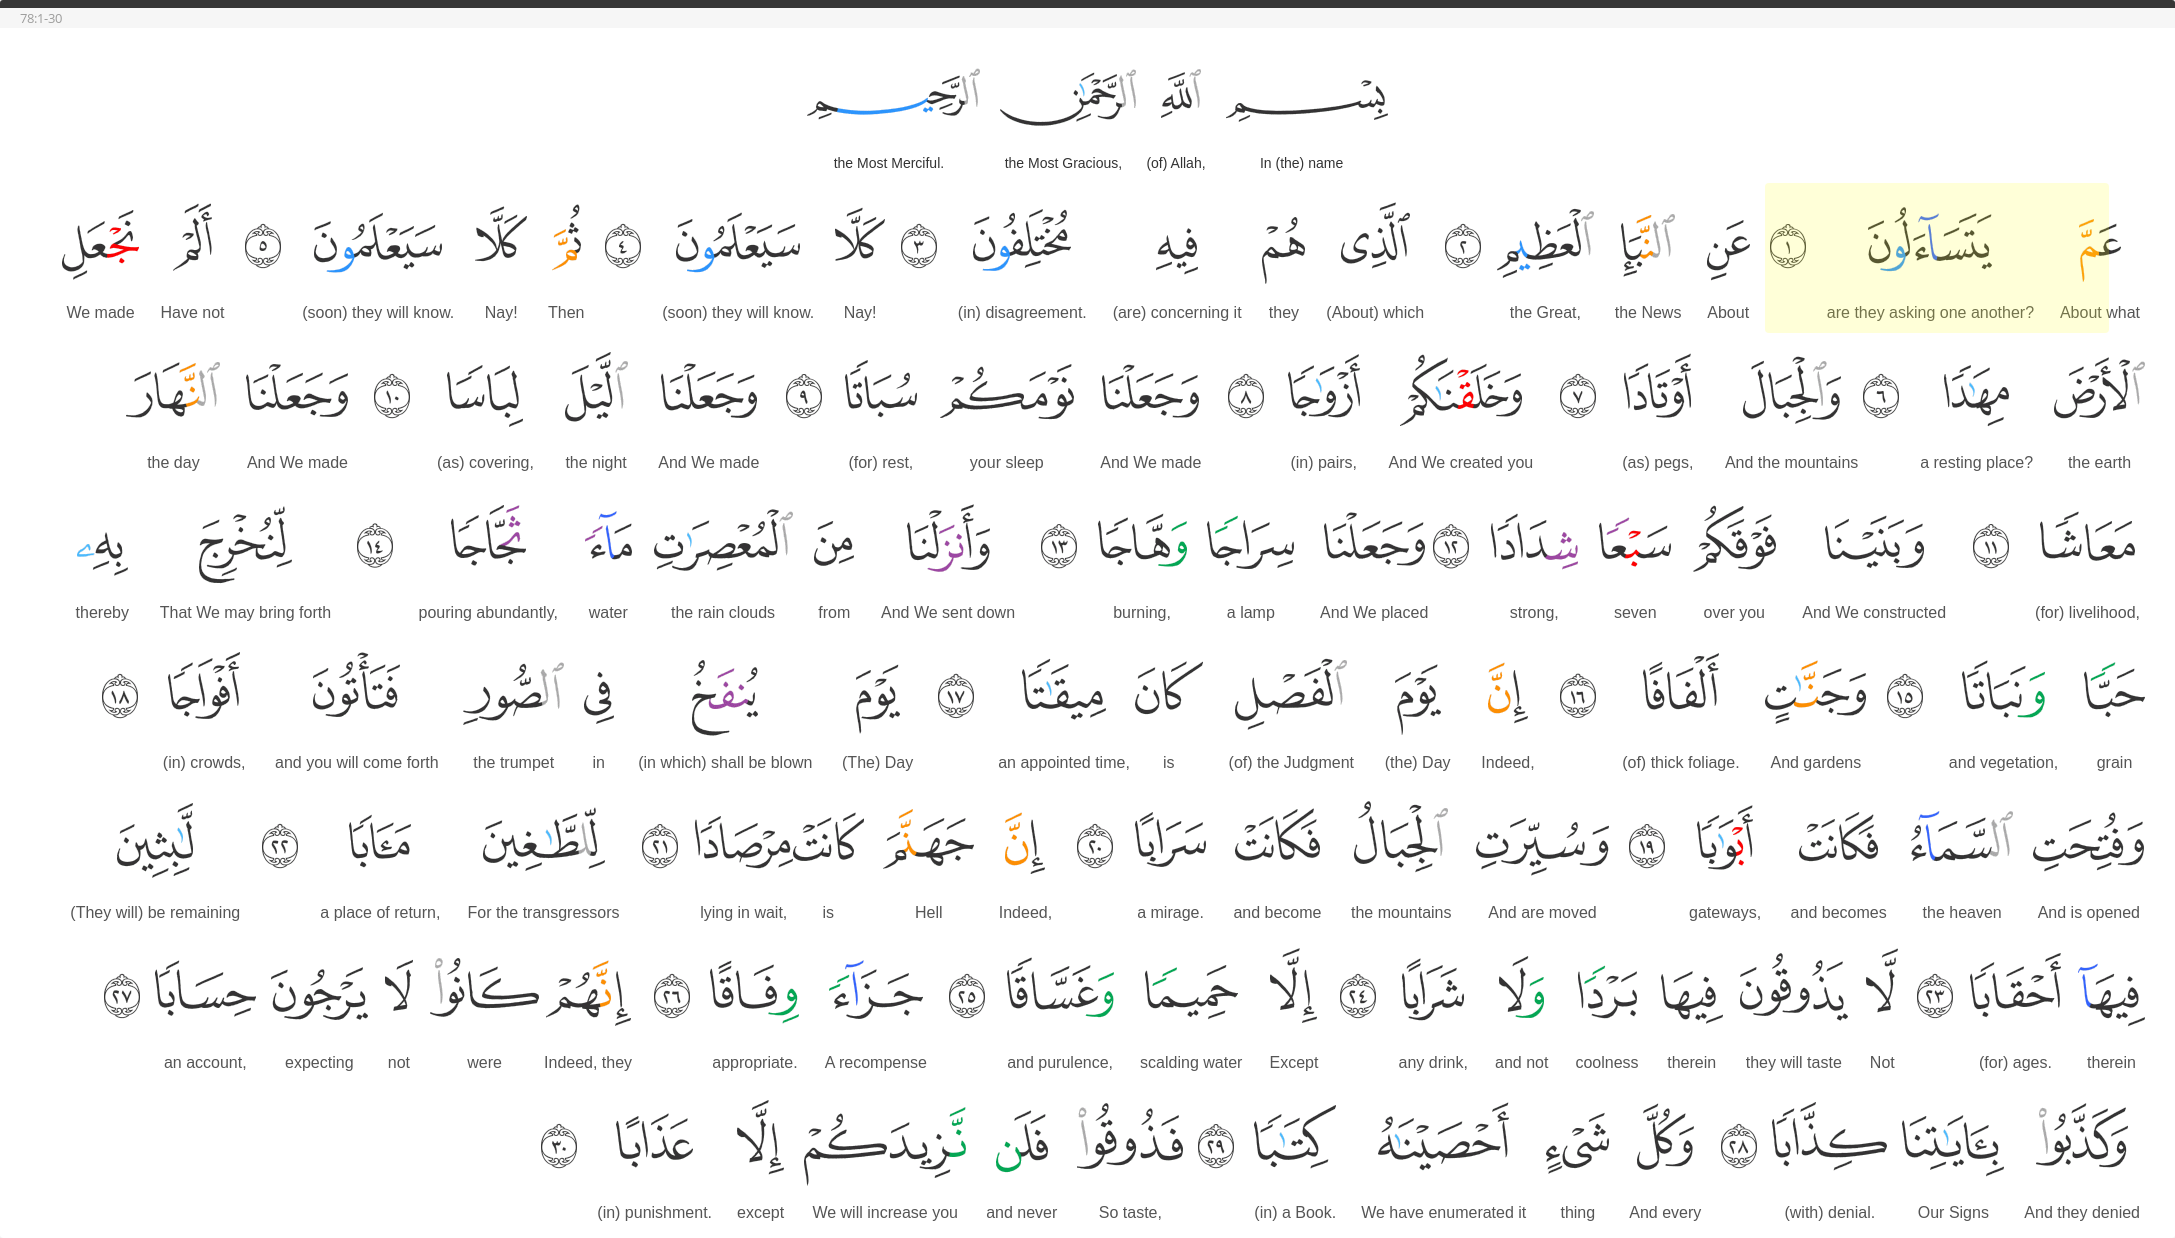 78:1-30
بِسْمِ ٱللَّهِ ٱلرَّحْمَٰنِ ٱلرَّحِيمِ
the Most Merciful. the Most Gracious, (of) Allah, In (the) name
عَمَّ يَتَسَآءَلُونَ ١ عَنِ ٱلنَّبَإِ ٱلْعَظِيمِ ٢ ٱلَّذِى هُمْ فِيهِ مُخْتَلِفُونَ ٣ كَلَّا سَيَعْلَمُونَ ٤ ثُمَّ كَلَّا سَيَعْلَمُونَ ٥ أَلَمْ نَجْعَلِ
We made Have not (soon) they will know. Nay! Then (soon) they will know. Nay! (in) disagreement. (are) concerning it they (About) which the Great, the News About are they asking one another? About what
ٱلْأَرْضَ مِهَٰدًا ٦ وَٱلْجِبَالَ أَوْتَادًا ٧ وَخَلَقْنَٰكُمْ أَزْوَٰجًا ٨ وَجَعَلْنَا نَوْمَكُمْ سُبَاتًا ٩ وَجَعَلْنَا ٱلَّيْلَ لِبَاسًا ١٠ وَجَعَلْنَا ٱلنَّهَارَ
the day And We made (as) covering, the night And We made (for) rest, your sleep And We made (in) pairs, And We created you (as) pegs, And the mountains a resting place? the earth
مَعَاشًا ١١ وَبَنَيْنَا فَوْقَكُمْ سَبْعًا شِدَادًا ١٢ وَجَعَلْنَا سِرَاجًا وَهَّاجًا ١٣ وَأَنزَلْنَا مِنَ ٱلْمُعْصِرَٰتِ مَآءً ثَجَّاجًا ١٤ لِّنُخْرِجَ بِهِۦ
thereby That We may bring forth pouring abundantly, water the rain clouds from And We sent down burning, a lamp And We placed strong, seven over you And We constructed (for) livelihood,
حَبًّا وَنَبَاتًا ١٥ وَجَنَّٰتٍ أَلْفَافًا ١٦ إِنَّ يَوْمَ ٱلْفَصْلِ كَانَ مِيقَٰتًا ١٧ يَوْمَ يُنفَخُ فِى ٱلصُّورِ فَتَأْتُونَ أَفْوَاجًا ١٨
(in) crowds, and you will come forth the trumpet in (in which) shall be blown (The) Day an appointed time, is (of) the Judgment (the) Day Indeed, (of) thick foliage. And gardens and vegetation, grain
وَفُتِحَتِ ٱلسَّمَآءُ فَكَانَتْ أَبْوَٰبًا ١٩ وَسُيِّرَتِ ٱلْجِبَالُ فَكَانَتْ سَرَابًا ٢٠ إِنَّ جَهَنَّمَ كَانَتْ مِرْصَادًا ٢١ لِّلطَّٰغِينَ مَـَٔابًا ٢٢ لَّٰبِثِينَ
(They will) be remaining a place of return, For the transgressors lying in wait, is Hell Indeed, a mirage. and become the mountains And are moved gateways, and becomes the heaven And is opened
فِيهَآ أَحْقَابًا ٢٣ لَّا يَذُوقُونَ فِيهَا بَرْدًا وَلَا شَرَابًا ٢٤ إِلَّا حَمِيمًا وَغَسَّاقًا ٢٥ جَزَآءً وِفَاقًا ٢٦ إِنَّهُمْ كَانُوا۟ لَا يَرْجُونَ حِسَابًا ٢٧
an account, expecting not were Indeed, they appropriate. A recompense and purulence, scalding water Except any drink, and not coolness therein they will taste Not (for) ages. therein
وَكَذَّبُوا۟ بِـَٔايَٰتِنَا كِذَّابًا ٢٨ وَكُلَّ شَىْءٍ أَحْصَيْنَٰهُ كِتَٰبًا ٢٩ فَذُوقُوا۟ فَلَن نَّزِيدَكُمْ إِلَّا عَذَابًا ٣٠
(in) punishment. except We will increase you and never So taste, (in) a Book. We have enumerated it thing And every (with) denial. Our Signs And they denied